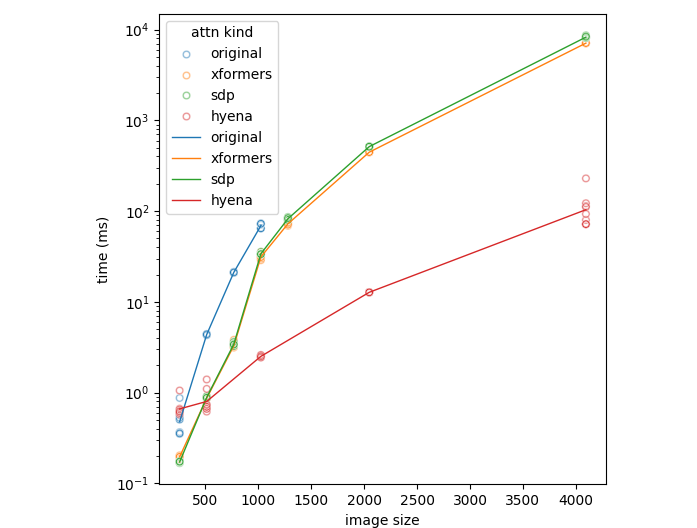 attn kind
original
xformers
sdp
hyena
original
xformers
sdp
hyena
10⁴
10³
10²
10¹
10⁰
10⁻¹
time (ms)
500 1000 1500 2000 2500 3000 3500 4000
image size